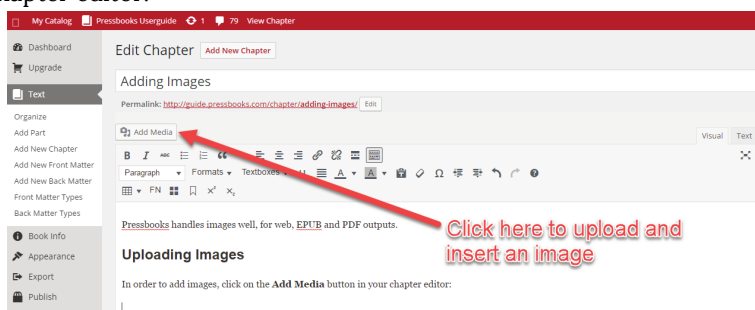 chapter editor:
My Catalog Pressbooks Userguide 1 79 View Chapter
Dashboard
Upgrade
Text
Organize
Add Part
Add New Chapter
Add New Front Matter
Add New Back Matter
Front Matter Types
Back Matter Types
Book Info
Appearance
Export
Publish
Edit Chapter Add New Chapter
Adding Images
Permalink: http://guide.pressbooks.com/chapter/adding-images/ Edit
Add Media
Visual Text
B I ABC
Paragraph Formats Textboxes U A A Ω
FN x² x₂
Pressbooks handles images well, for web, EPUB and PDF outputs.
Uploading Images
In order to add images, click on the Add Media button in your chapter editor:
Click here to upload and
insert an image